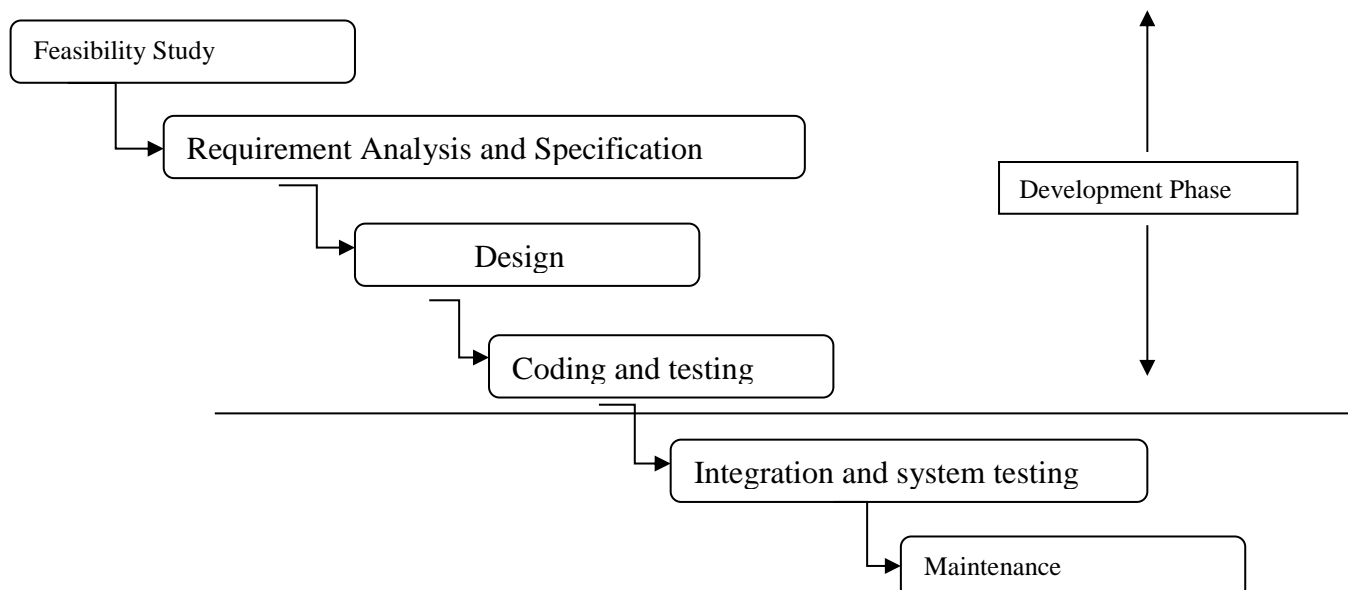 Feasibility Study
Requirement Analysis and Specification
Development Phase
Design
Coding and testing
Integration and system testing
Maintenance